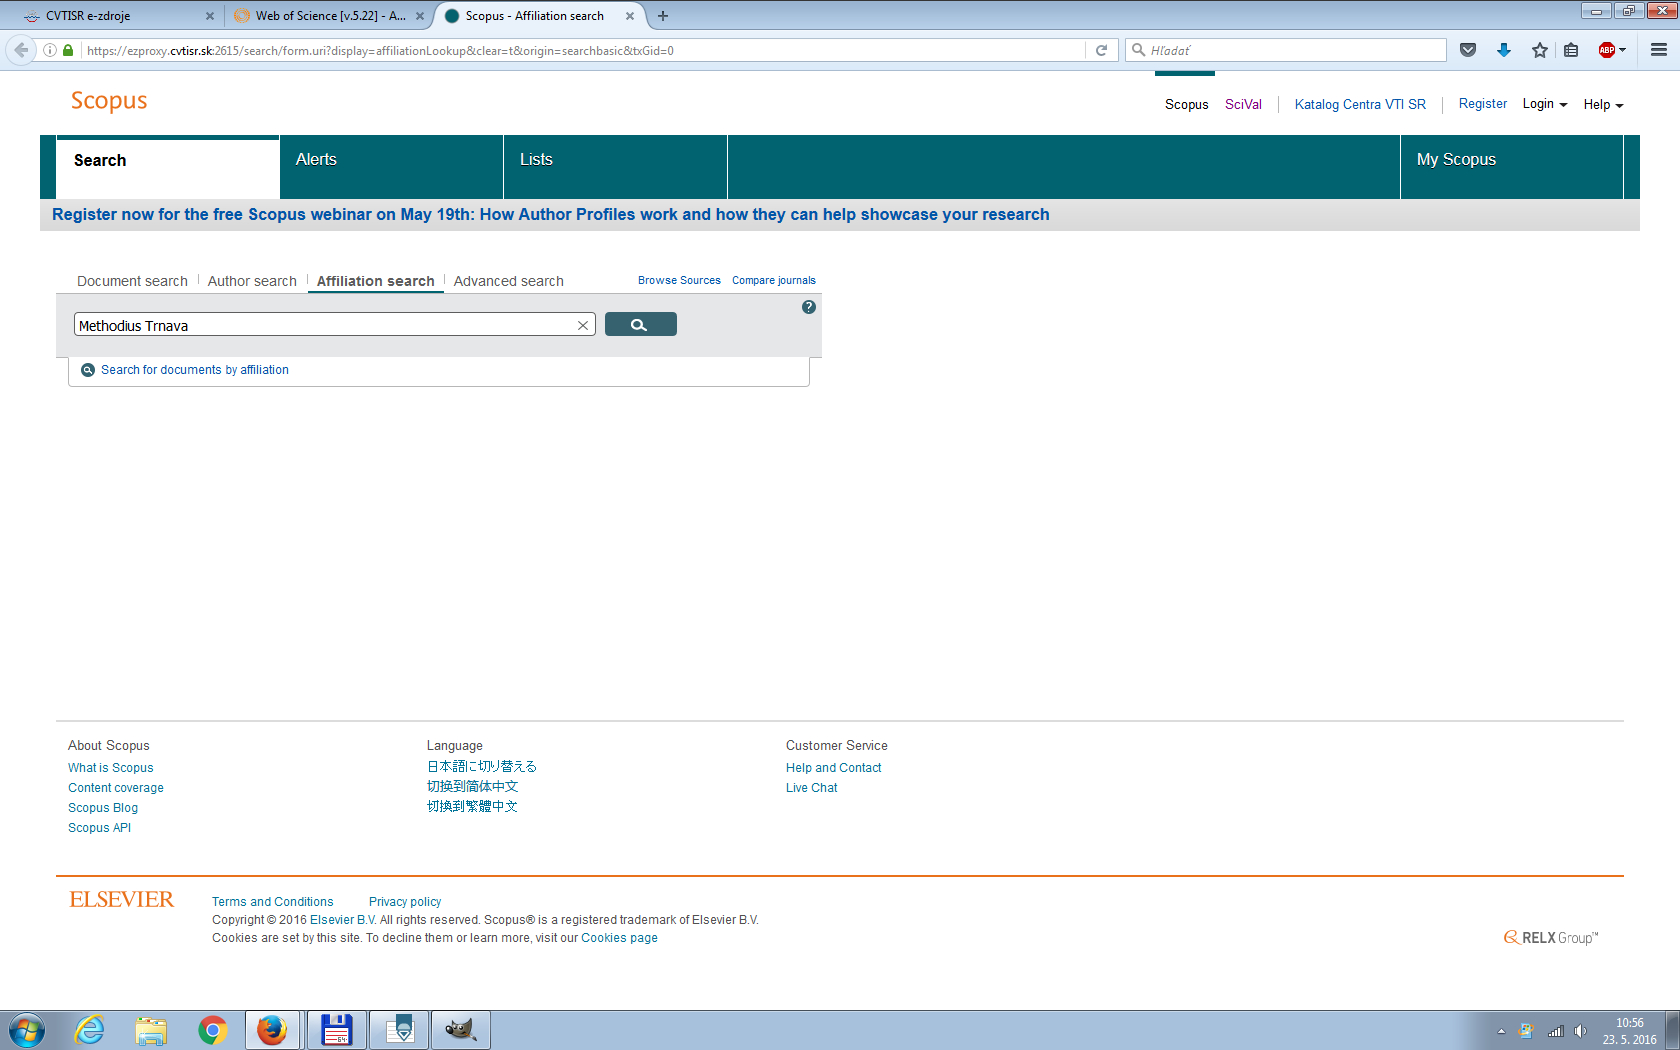 CVTISR e-zdroje
Web of Science [v.5.22] - A...
Scopus - Affiliation search
https://ezproxy.cvtisr.sk:2615/search/form.uri?display=affiliationLookup&clear=t&origin=searchbasic&txGid=0
Hľadať
ABP
Scopus
Scopus SciVal Katalog Centra VTI SR Register Login Help
Search Alerts Lists My Scopus
Register now for the free Scopus webinar on May 19th: How Author Profiles work and how they can help showcase your research
Document search Author search Affiliation search Advanced search Browse Sources Compare journals
?
Methodius Trnava
Search for documents by affiliation
About Scopus
What is Scopus
Content coverage
Scopus Blog
Scopus API
Language
日本語に切り替える
切换到简体中文
切換到繁體中文
Customer Service
Help and Contact
Live Chat
ELSEVIER
Terms and Conditions Privacy policy
Copyright © 2016 Elsevier B.V. All rights reserved. Scopus® is a registered trademark of Elsevier B.V.
Cookies are set by this site. To decline them or learn more, visit our Cookies page
RELX Group™
64
10:56
23. 5. 2016